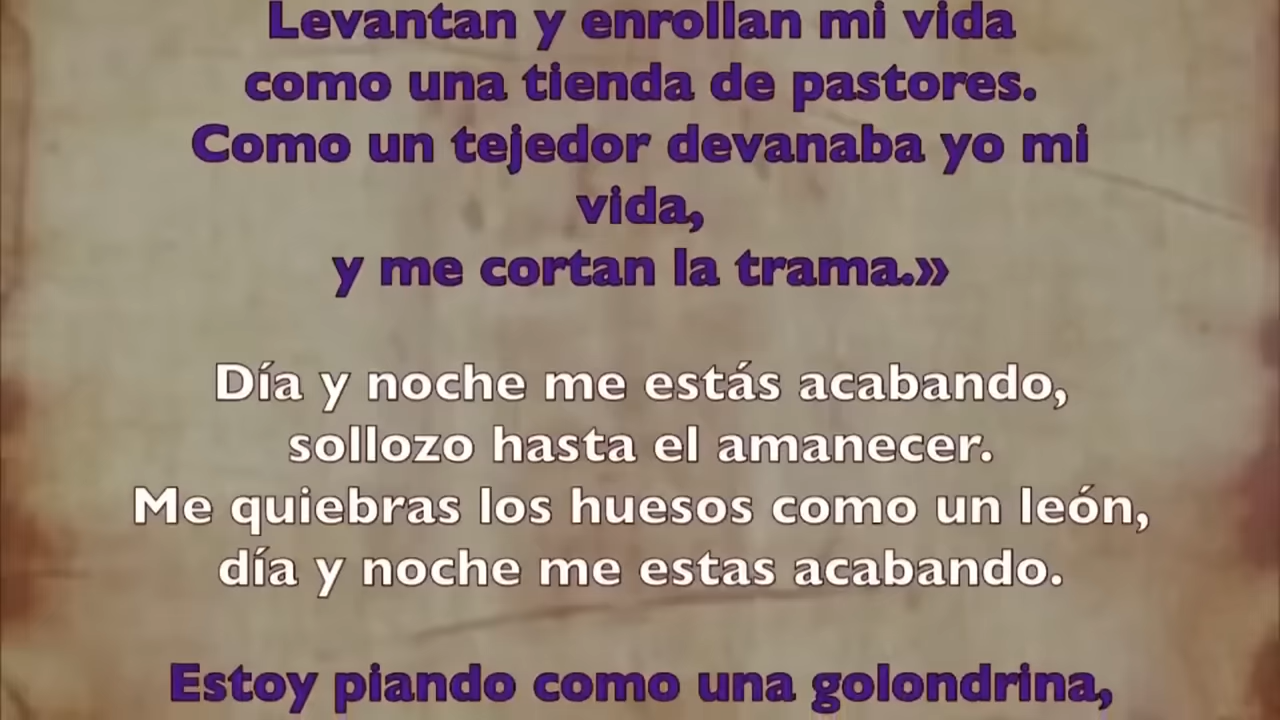 Levantan y enrollan mi vida
como una tienda de pastores.
Como un tejedor devanaba yo mi
vida,
y me cortan la trama.»
Día y noche me estás acabando,
sollozo hasta el amanecer.
Me quiebras los huesos como un león,
día y noche me estas acabando.
Estoy piando como una golondrina,